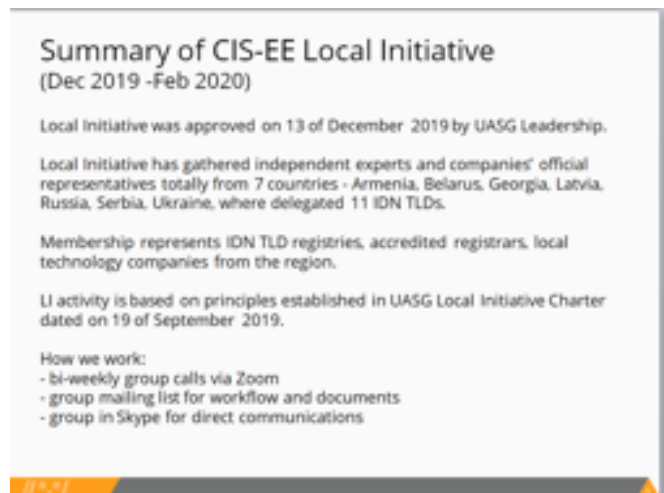 Summary of CIS-EE Local Initiative
(Dec 2019 -Feb 2020)
Local Initiative was approved on 13 of December 2019 by UASG Leadership.
Local Initiative has gathered independent experts and companies' official
representatives totally from 7 countries - Armenia, Belarus, Georgia, Latvia,
Russia, Serbia, Ukraine, where delegated 11 IDN TLDs.
Membership represents IDN TLD registries, accredited registrars, local
technology companies from the region.
LI activity is based on principles established in UASG Local Initiative Charter
dated on 19 of September 2019.
How we work:
- bi-weekly group calls via Zoom
- group mailing list for workflow and documents
- group in Skype for direct communications